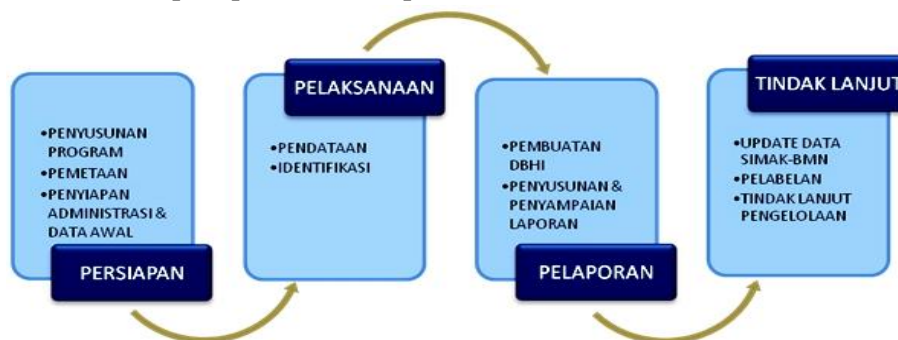 •PENYUSUNAN
PROGRAM
•PEMETAAN
•PENYIAPAN
ADMINISTRASI &
DATA AWAL
PERSIAPAN
PELAKSANAAN
•PENDATAAN
•IDENTIFIKASI
•PEMBUATAN
DBHI
•PENYUSUNAN &
PENYAMPAIAN
LAPORAN
PELAPORAN
TINDAK LANJUT
•UPDATE DATA
SIMAK-BMN
•PELABELAN
•TINDAK LANJUT
PENGELOLAAN